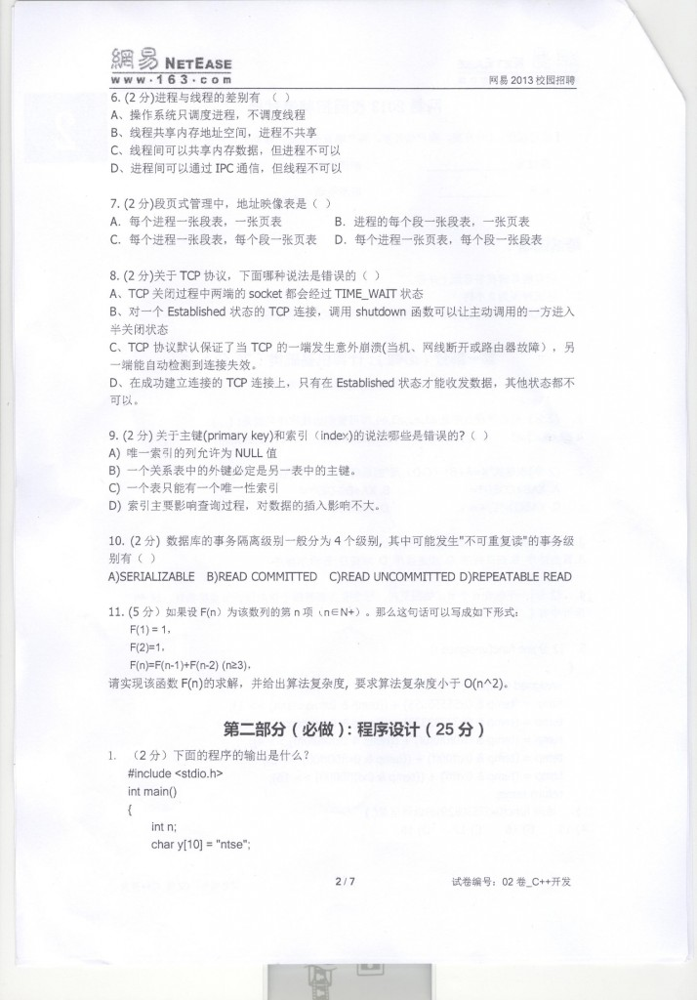 網易 NETEASE
www.163.com
网易 2013 校园招聘
6. (2 分)进程与线程的差别有 （ ）
A、操作系统只调度进程，不调度线程
B、线程共享内存地址空间，进程不共享
C、线程间可以共享内存数据，但进程不可以
D、进程间可以通过 IPC 通信，但线程不可以
7. (2 分)段页式管理中，地址映像表是（ ）
A．每个进程一张段表，一张页表 B．进程的每个段一张段表，一张页表
C．每个进程一张段表，每个段一张页表 D．每个进程一张页表，每个段一张段表
8. (2 分)关于 TCP 协议，下面哪种说法是错误的（ ）
A、TCP 关闭过程中两端的 socket 都会经过 TIME_WAIT 状态
B、对一个 Established 状态的 TCP 连接，调用 shutdown 函数可以让主动调用的一方进入
半关闭状态
C、TCP 协议默认保证了当 TCP 的一端发生意外崩溃(当机、网线断开或路由器故障），另
一端能自动检测到连接失效。
D、在成功建立连接的 TCP 连接上，只有在 Established 状态才能收发数据，其他状态都不
可以。
9. (2 分) 关于主键(primary key)和索引（index)的说法哪些是错误的?（ ）
A) 唯一索引的列允许为 NULL 值
B) 一个关系表中的外键必定是另一表中的主键。
C) 一个表只能有一个唯一性索引
D) 索引主要影响查询过程，对数据的插入影响不大。
10. (2 分) 数据库的事务隔离级别一般分为 4 个级别, 其中可能发生"不可重复读"的事务级
别有（ ）
A)SERIALIZABLE B)READ COMMITTED C)READ UNCOMMITTED D)REPEATABLE READ
11. (5 分）如果设 F(n）为该数列的第 n 项（n∈N+）。那么这句话可以写成如下形式：
F(1) = 1，
F(2)=1，
F(n)=F(n-1)+F(n-2) (n≥3)，
请实现该函数 F(n)的求解，并给出算法复杂度, 要求算法复杂度小于 O(n^2)。
第二部分（必做）：程序设计（25 分）
1. （2 分）下面的程序的输出是什么？
#include <stdio.h>
int main()
{
int n;
char y[10] = "ntse";
2 / 7
试卷编号：02 卷_C++开发